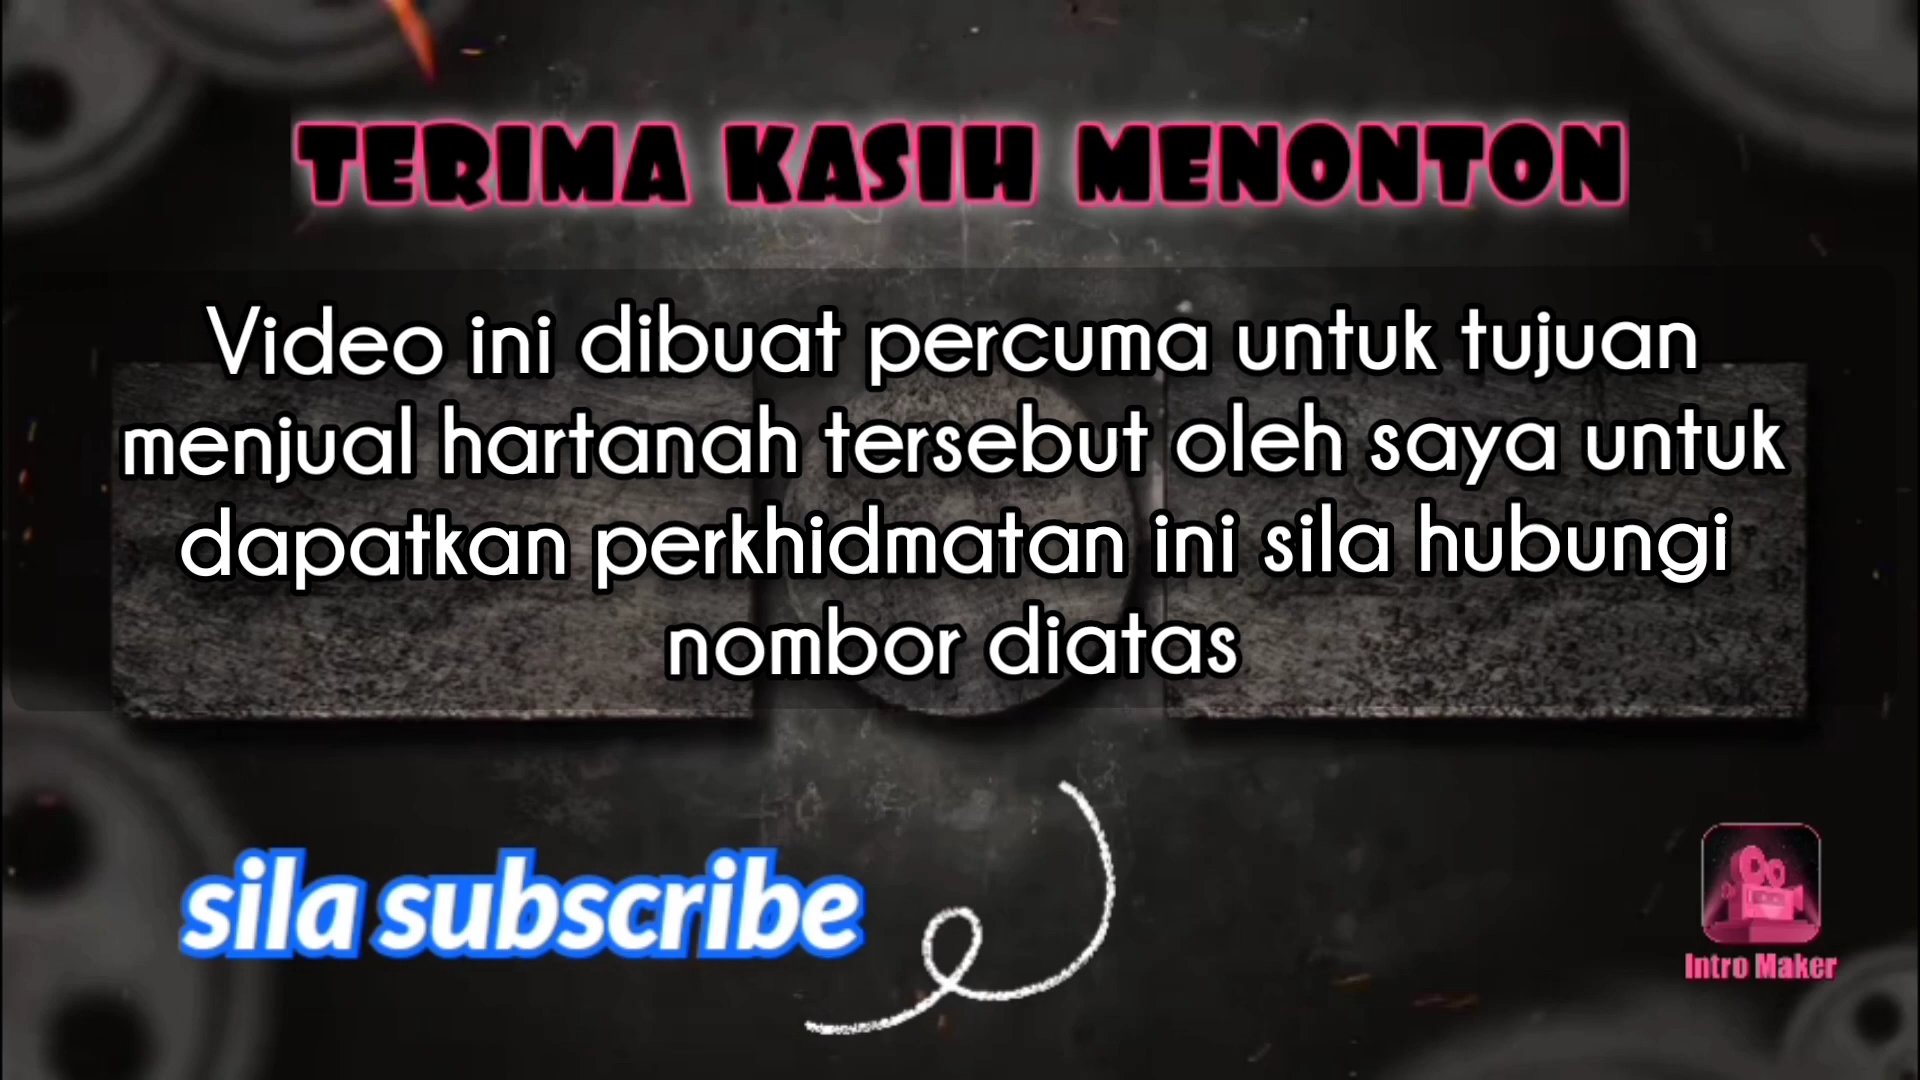 TERIMA KASIH MENONTON
Video ini dibuat percuma untuk tujuan
menjual hartanah tersebut oleh saya untuk
dapatkan perkhidmatan ini sila hubungi
nombor diatas
sila subscribe
Intro Maker